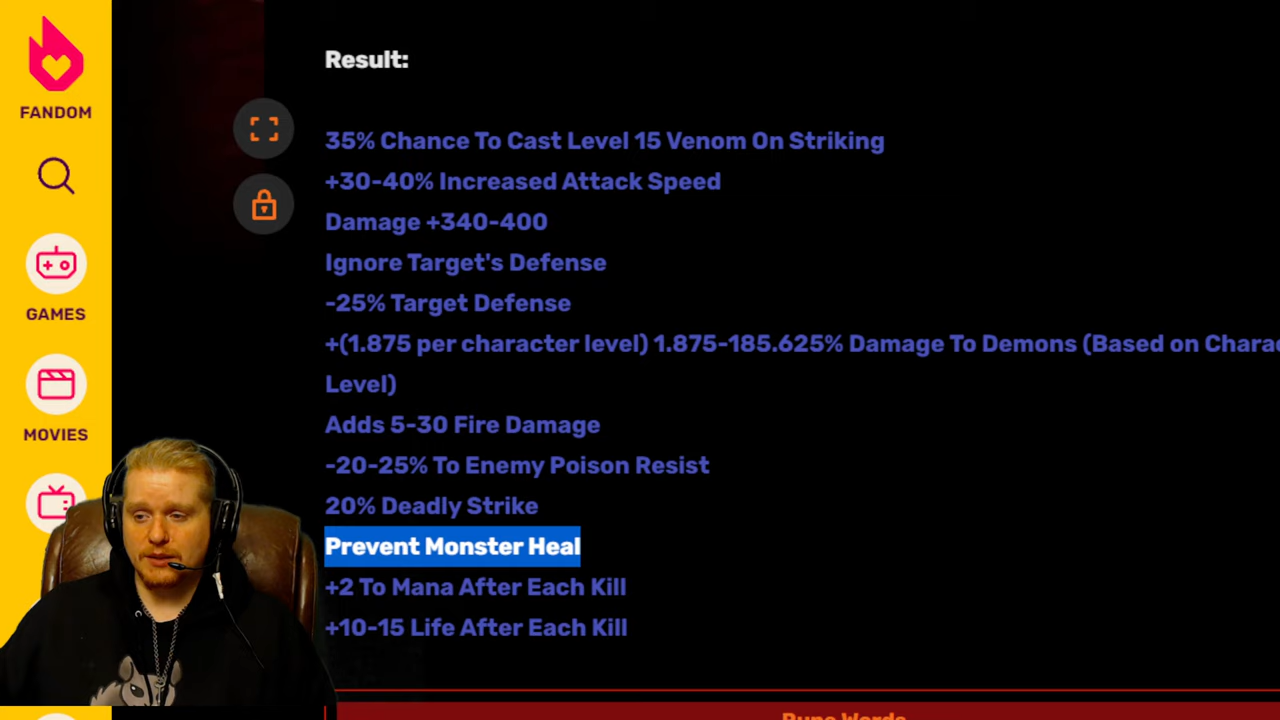 Result:
FANDOM
35% Chance To Cast Level 15 Venom On Striking
+30-40% Increased Attack Speed
Damage +340-400
Ignore Target's Defense
GAMES
-25% Target Defense
+(1.875 per character level) 1.875-185.625% Damage To Demons (Based on
Level)
MOVIES
Adds 5-30 Fire Damage
-20-25% To Enemy Poison Resist
20% Deadly Strike
Prevent Monster Heal
+2 To Mana After Each Kill
+10-15 Life After Each Kill
Rune Words